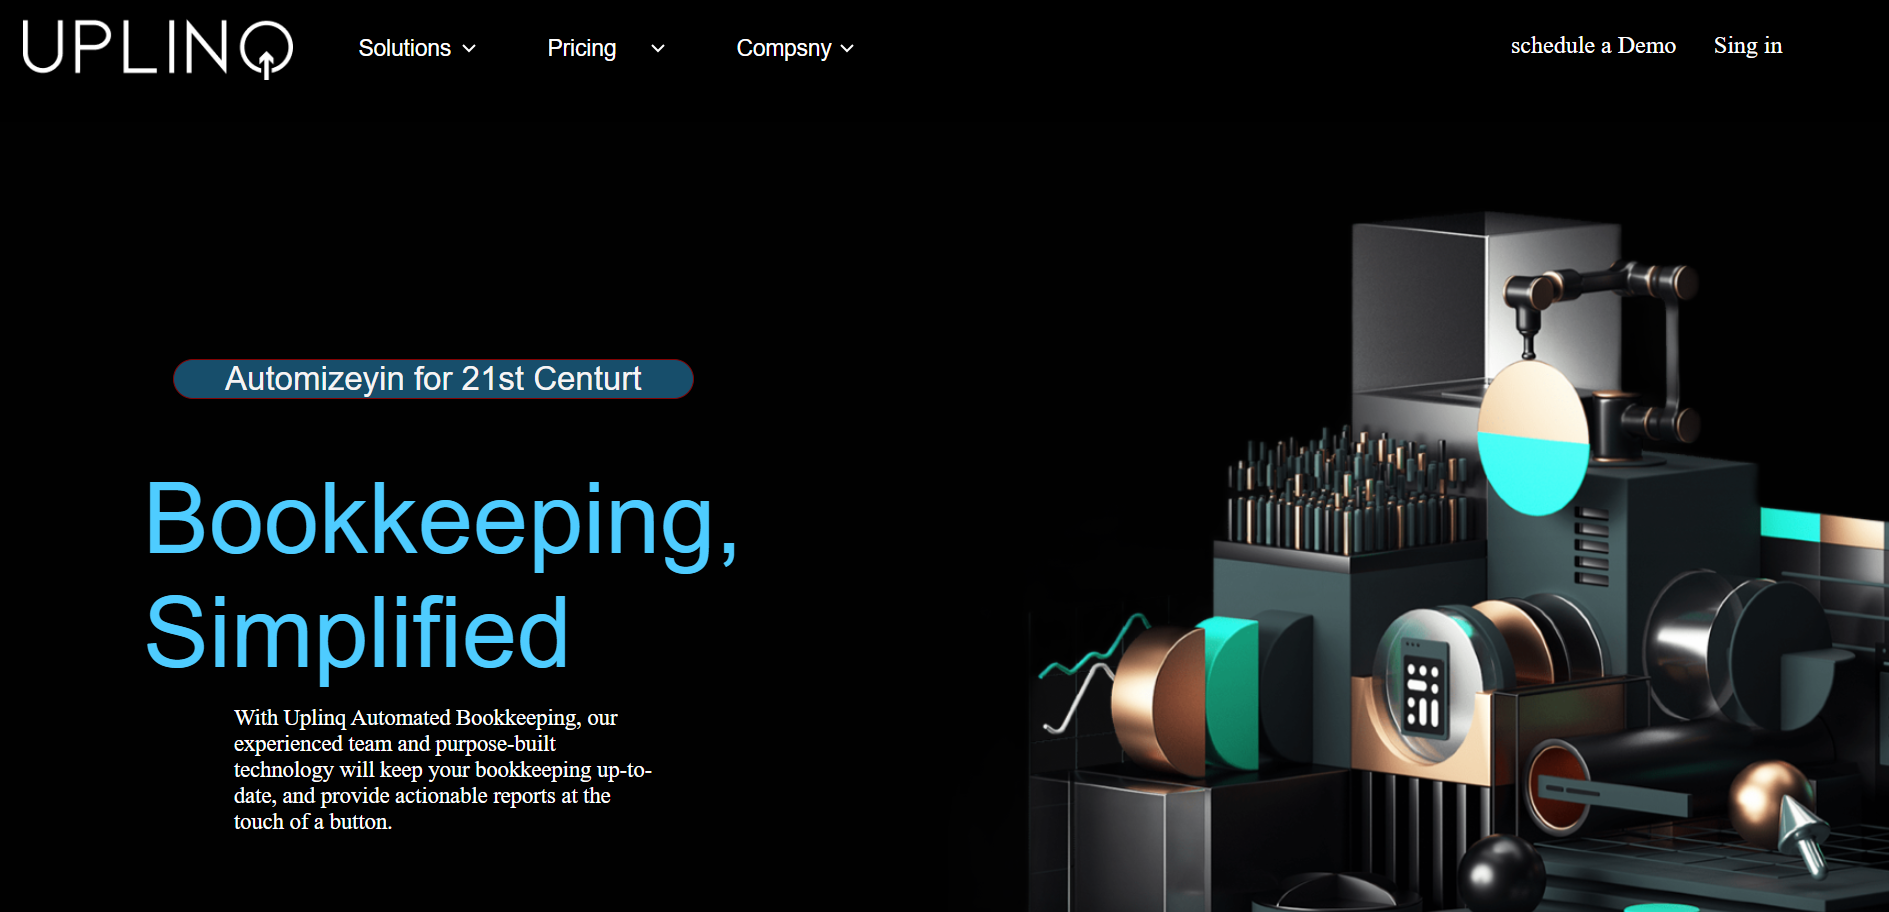 UPLINQ
Solutions
Pricing
Compsny
schedule a Demo
Sing in
Automizeyin for 21st Centurt
Bookkeeping,
Simplified
With Uplinq Automated Bookkeeping, our
experienced team and purpose-built
technology will keep your bookkeeping up-to-
date, and provide actionable reports at the
touch of a button.